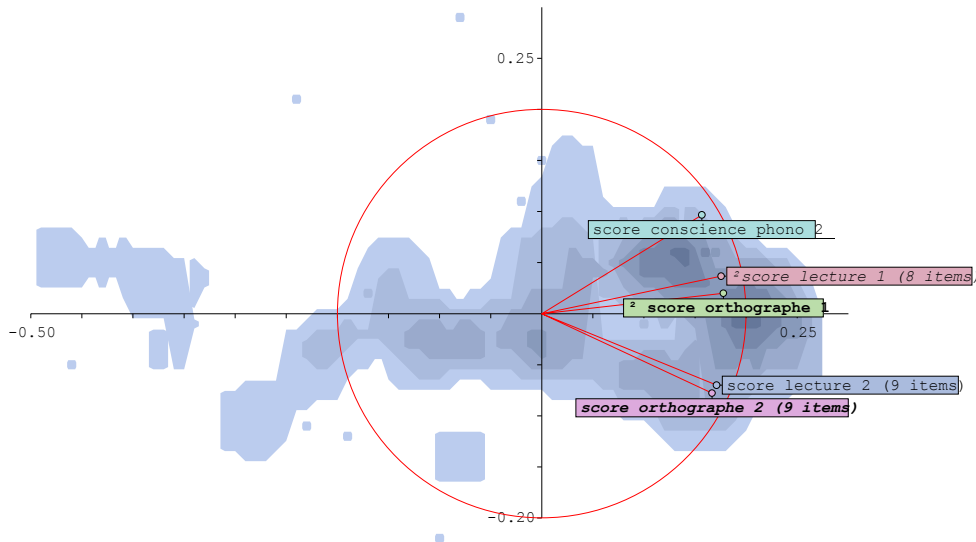 0.25
score conscience phono 2
²score lecture 1 (8 items)
² score orthographe 1
-0.50
0.25
score lecture 2 (9 items)
score orthographe 2 (9 items)
-0.20